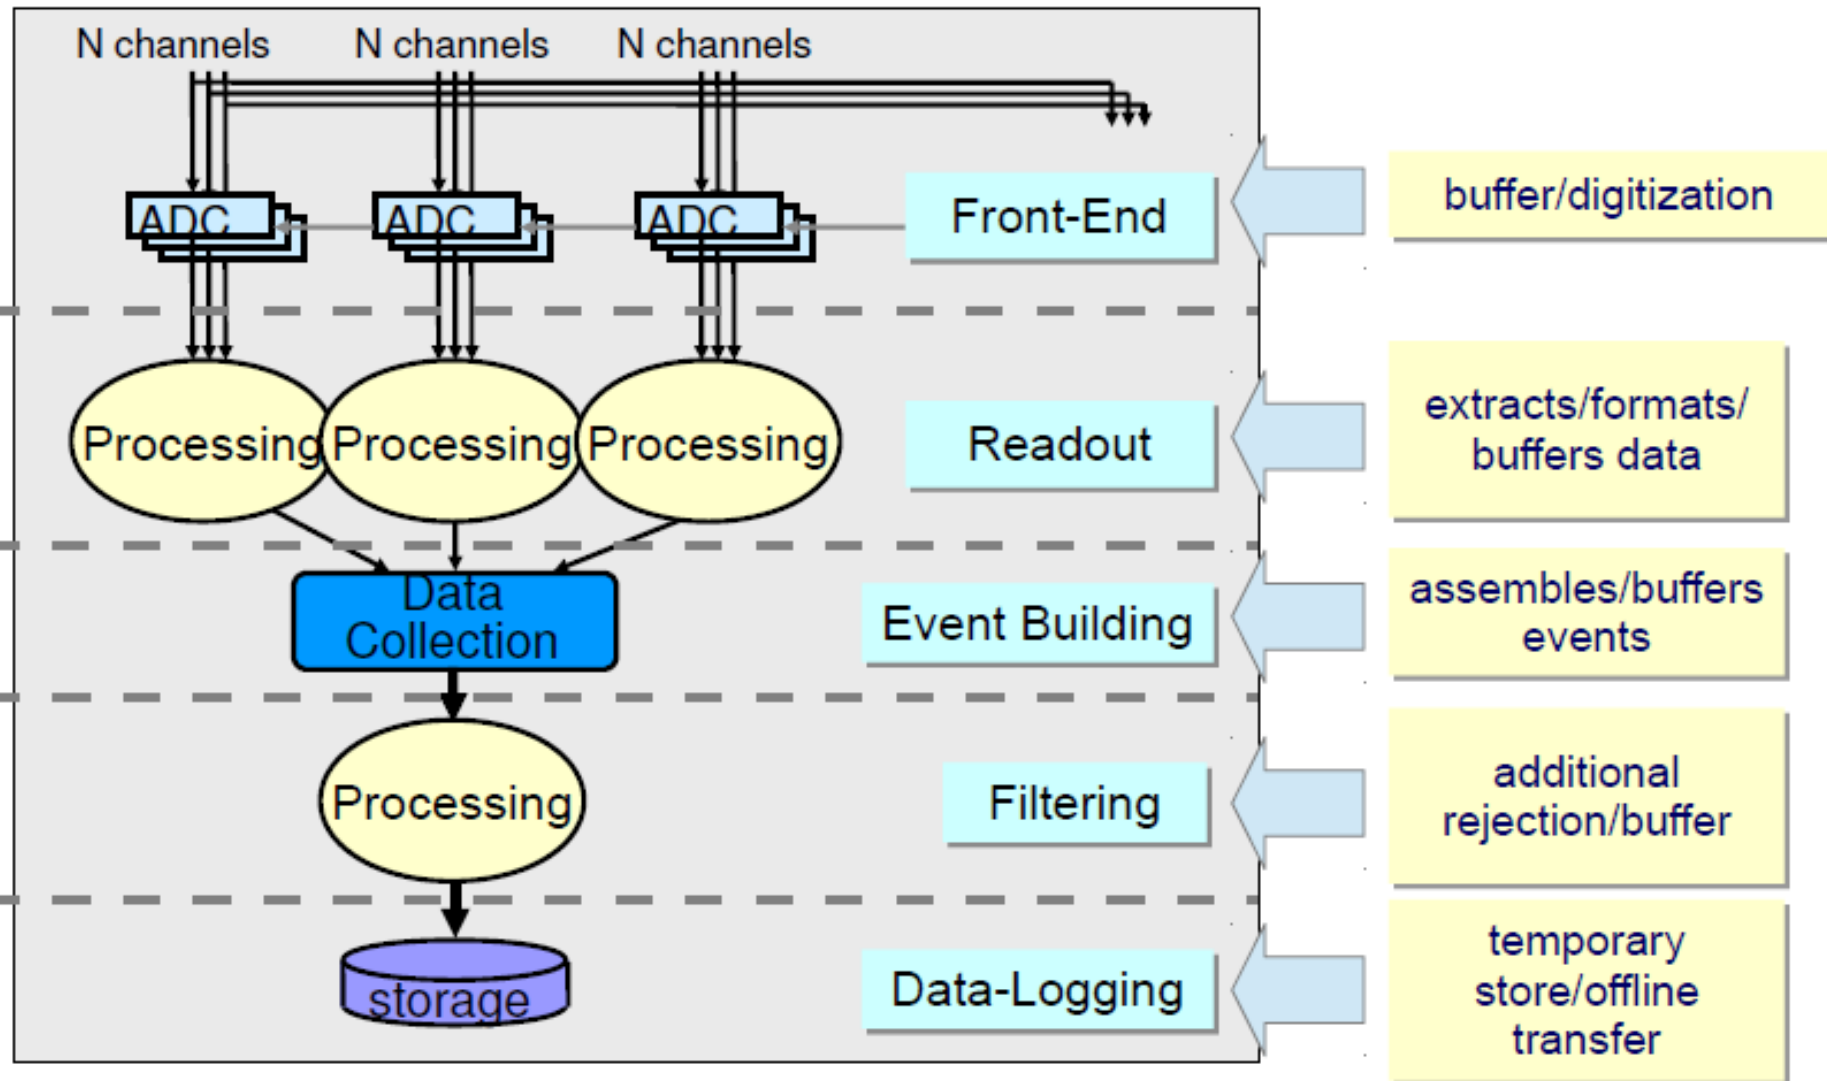 N channels
N channels
N channels
ADC
ADC
ADC
Front-End
buffer/digitization
Processing
Processing
Processing
Readout
extracts/formats/
buffers data
Data
Collection
Event Building
assembles/buffers
events
Processing
Filtering
additional
rejection/buffer
storage
Data-Logging
temporary
store/offline
transfer